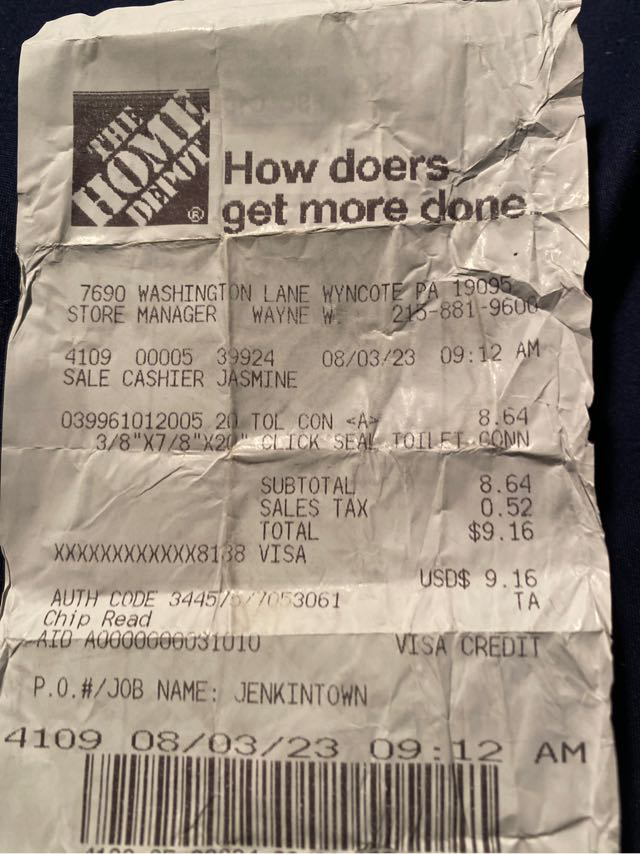 THE
HOME
DEPOT
®
How doers
get more done
7690 WASHINGTON LANE WYNCOTE PA 19095
STORE MANAGER WAYNE W. 215-881-9600
4109 00005 39924 08/03/23 09:12 AM
SALE CASHIER JASMINE
039961012005 20 TOL CON <A> 8.64
3/8"X7/8"X20" CLICK SEAL TOILET CONN
SUBTOTAL 8.64
SALES TAX 0.52
TOTAL $9.16
XXXXXXXXXXXX8138 VISA
USD$ 9.16
AUTH CODE TA
Chip Read
AID A0000000031010 VISA CREDIT
P.O.#/JOB NAME: JENKINTOWN
4109 08/03/23 09:12 AM